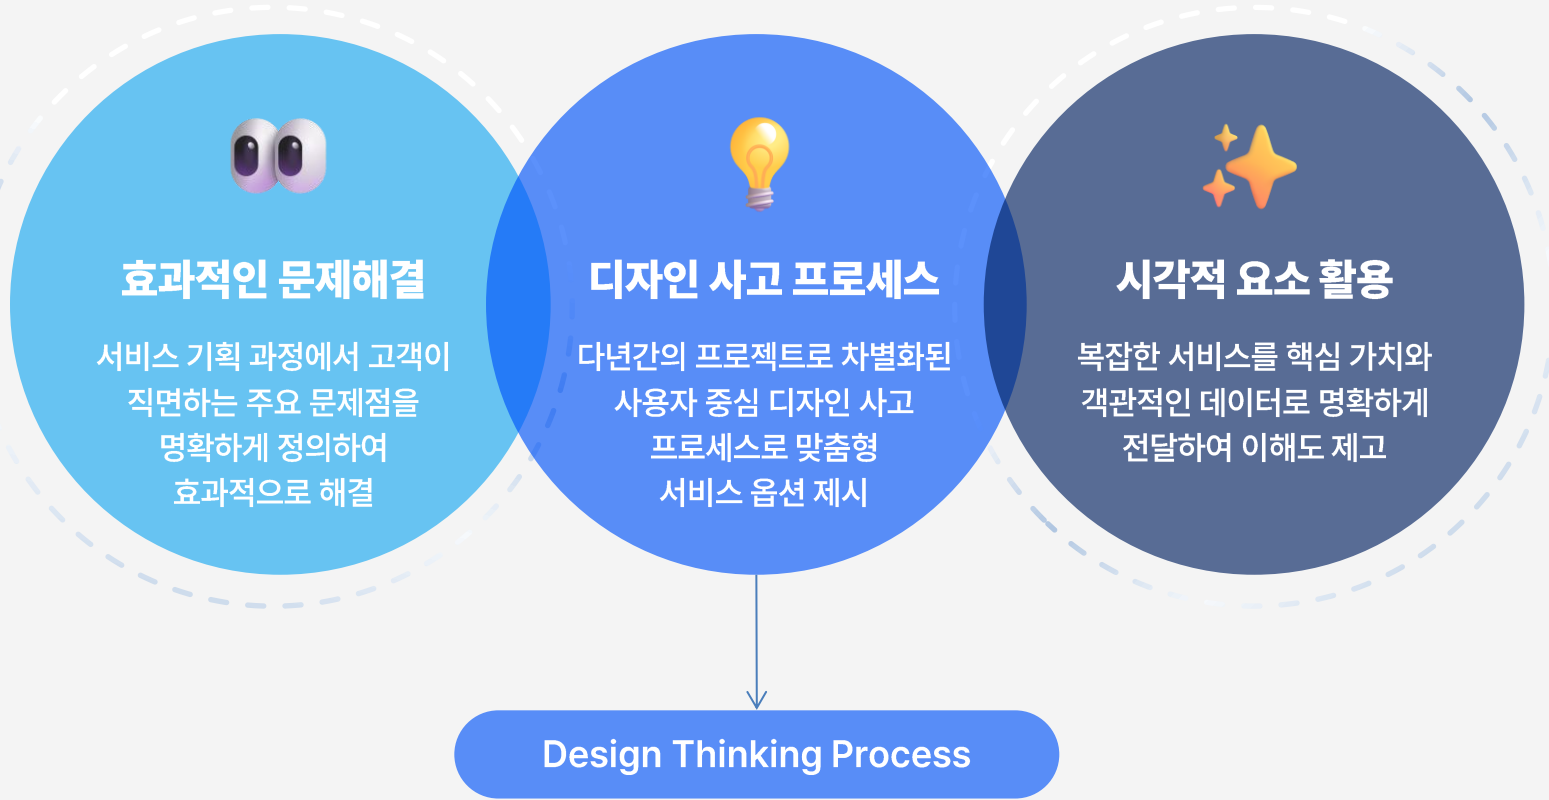 효과적인 문제해결
서비스 기획 과정에서 고객이
직면하는 주요 문제점을
명확하게 정의하여
효과적으로 해결
디자인 사고 프로세스
다년간의 프로젝트로 차별화된
사용자 중심 디자인 사고
프로세스로 맞춤형
서비스 옵션 제시
시각적 요소 활용
복잡한 서비스를 핵심 가치와
객관적인 데이터로 명확하게
전달하여 이해도 제고
Design Thinking Process